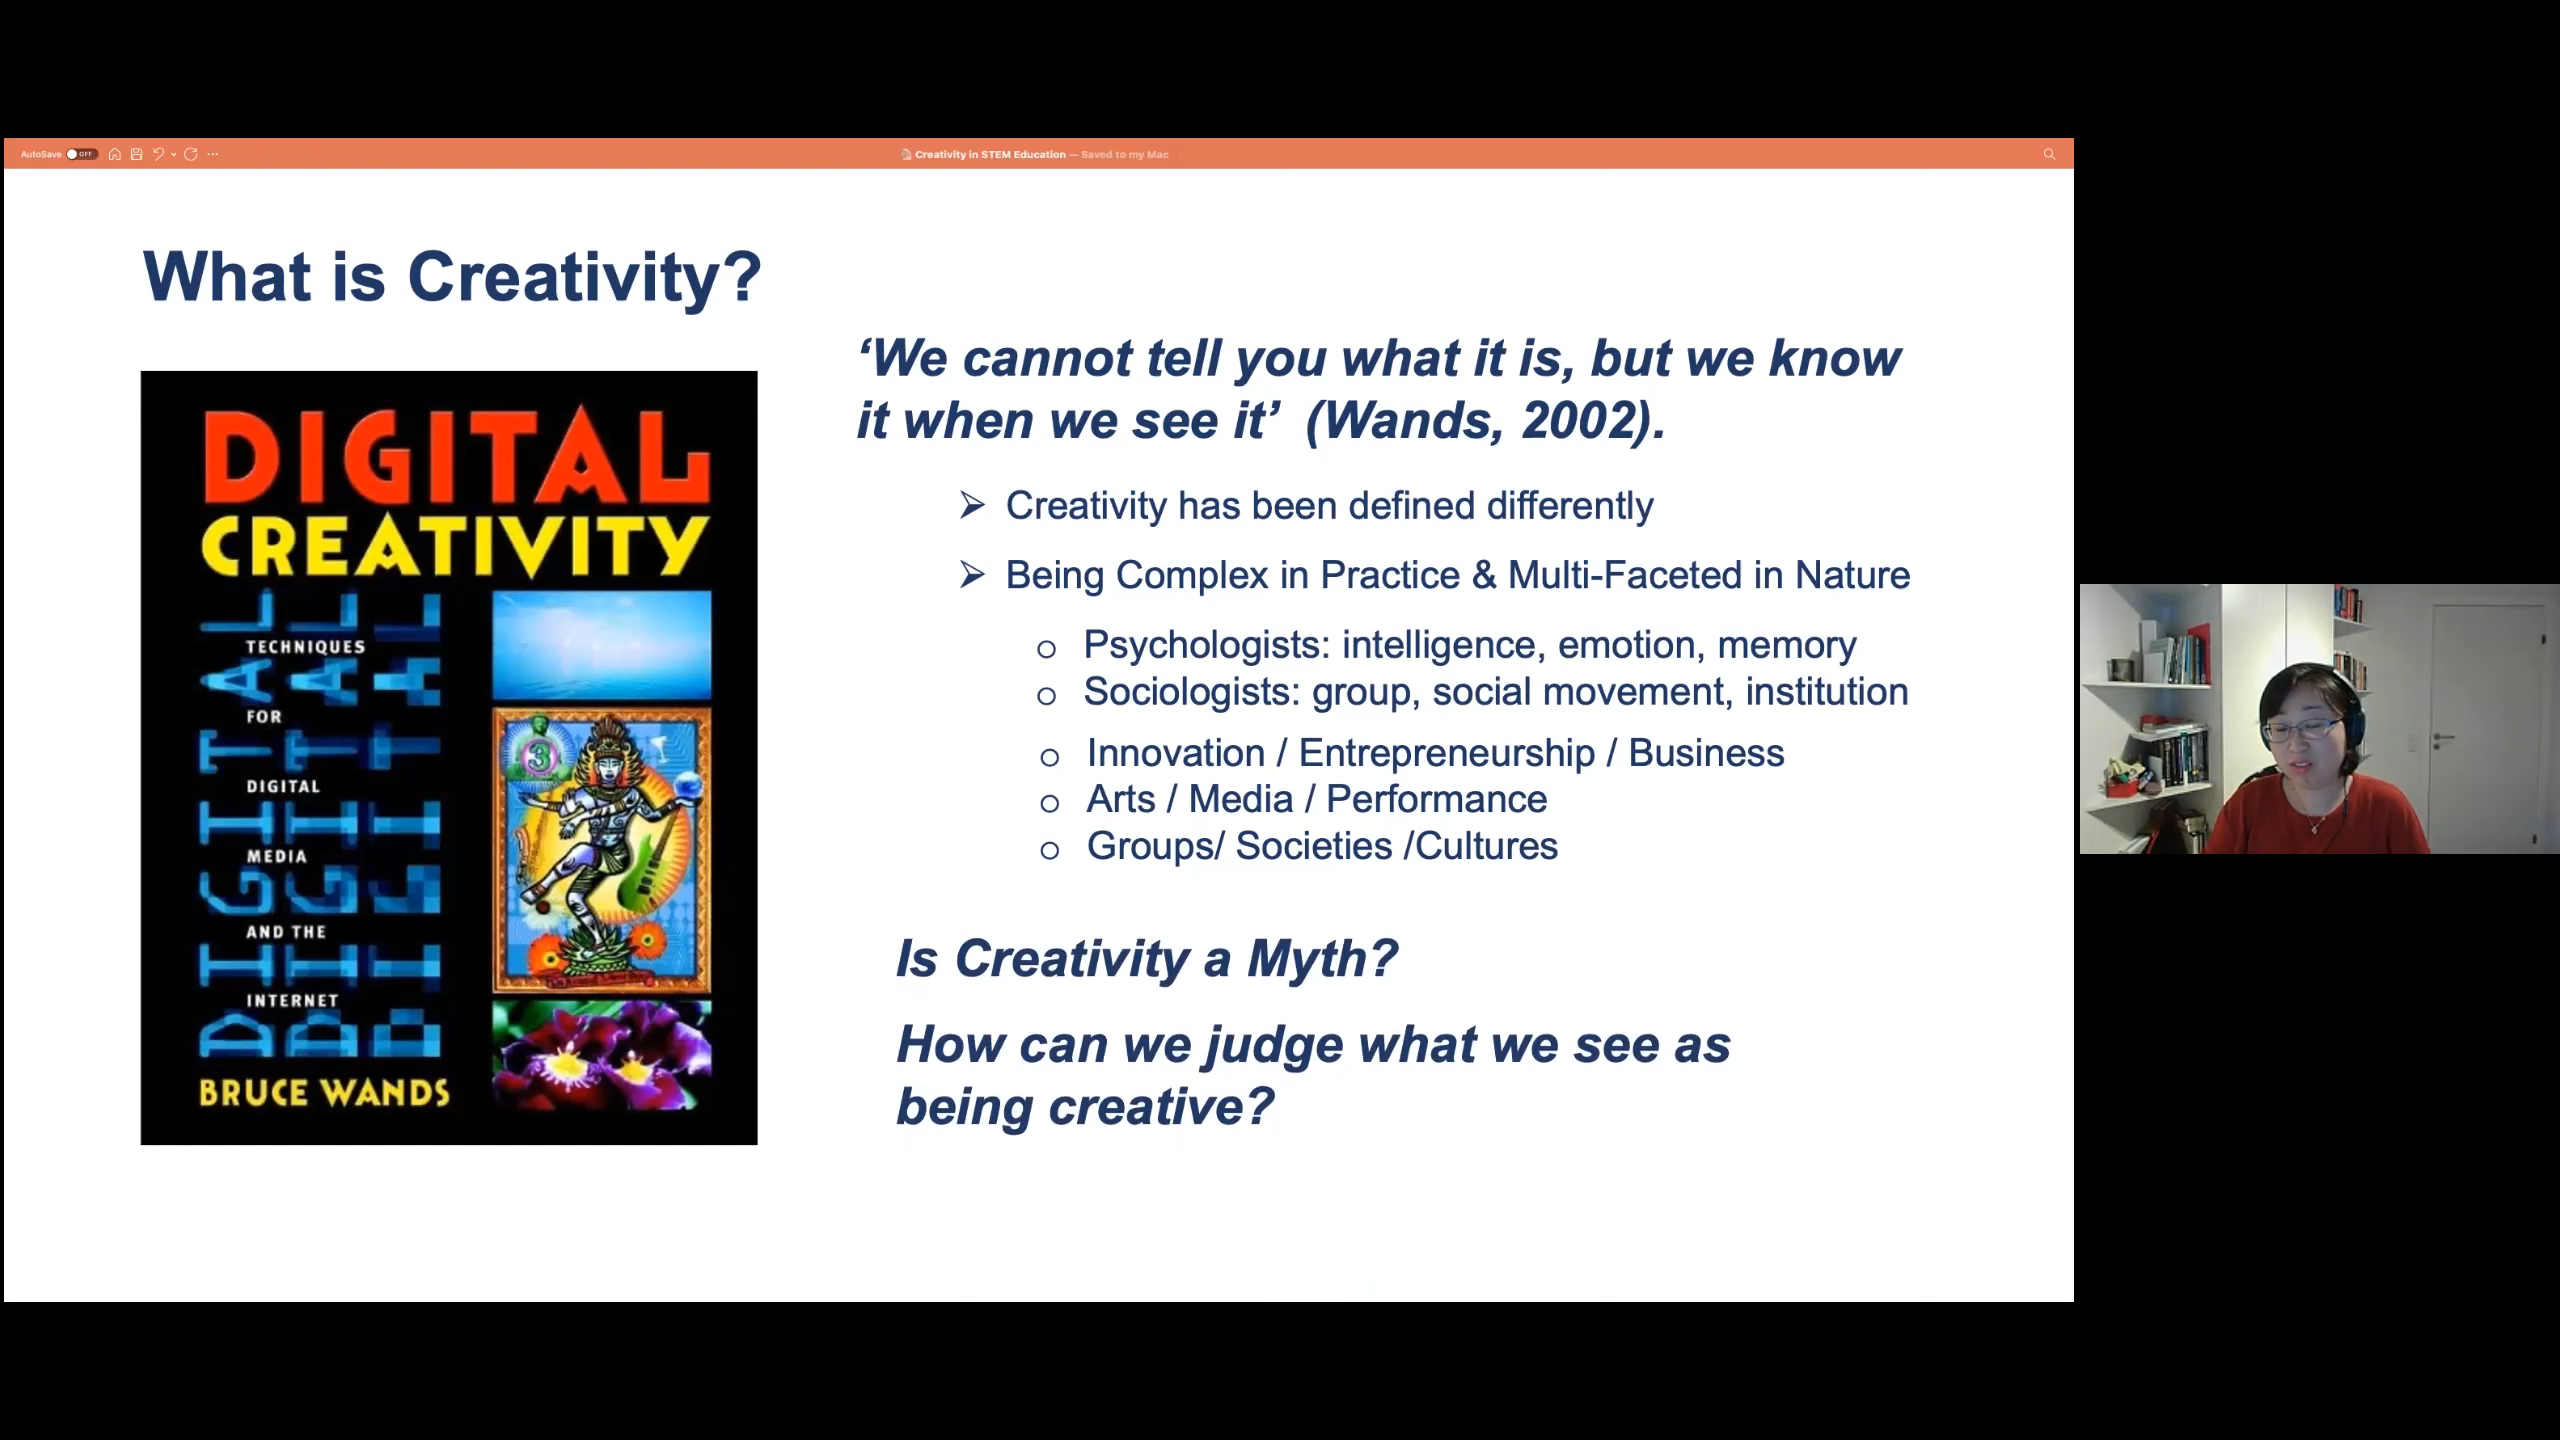 AutoSave OFF
Creativity in STEM Education — Saved to my Mac
What is Creativity?
DIGITAL
CREATIVITY
TECHNIQUES
FOR
DIGITAL
MEDIA
AND THE
INTERNET
DIGITAL DIGITAL DIGITAL
3
BRUCE WANDS
‘We cannot tell you what it is, but we know
it when we see it’ (Wands, 2002).
➢ Creativity has been defined differently
➢ Being Complex in Practice & Multi-Faceted in Nature
o Psychologists: intelligence, emotion, memory
o Sociologists: group, social movement, institution
o Innovation / Entrepreneurship / Business
o Arts / Media / Performance
o Groups/ Societies /Cultures
Is Creativity a Myth?
How can we judge what we see as
being creative?